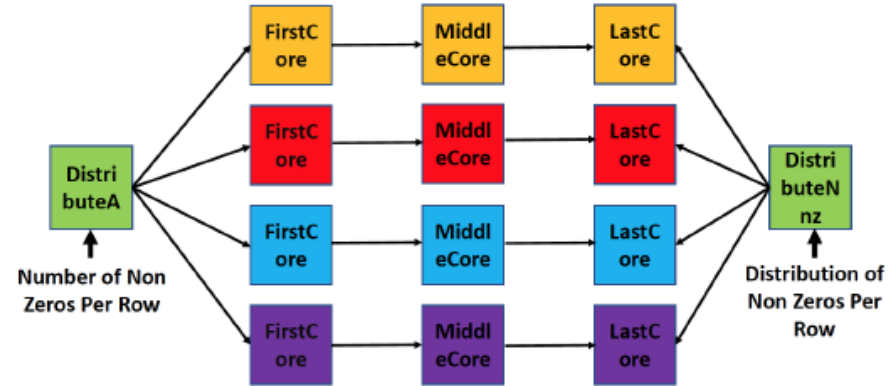 FirstC
ore
Middl
eCore
LastC
ore
FirstC
ore
Middl
eCore
LastC
ore
Distri
buteA
Distri
buteN
nz
FirstC
ore
Middl
eCore
LastC
ore
Number of Non
Zeros Per Row
Distribution of
Non Zeros Per
Row
FirstC
ore
Middl
eCore
LastC
ore